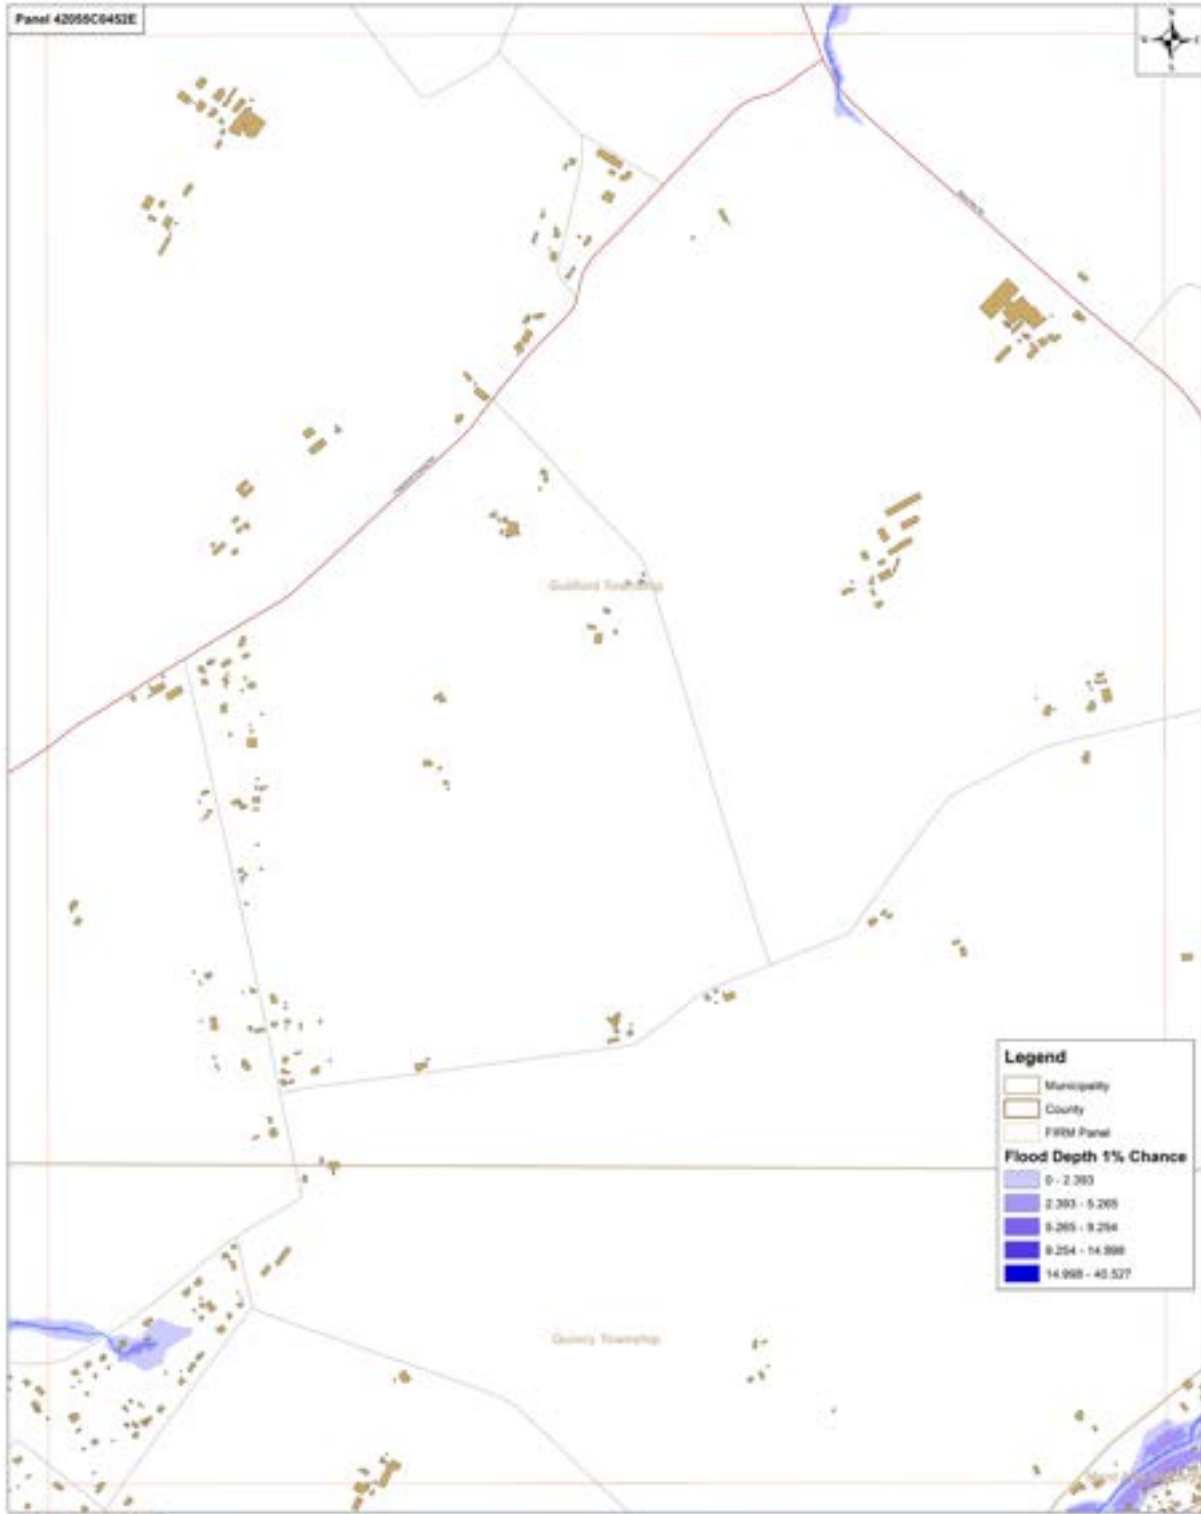 Panel 42055C0452E
N
S
Guilford Township
Legend
Municipality
County
FIRM Panel
Flood Depth 1% Chance
0 - 2.393
2.393 - 5.265
5.265 - 9.254
9.254 - 14.998
14.998 - 40.527
Quincy Township